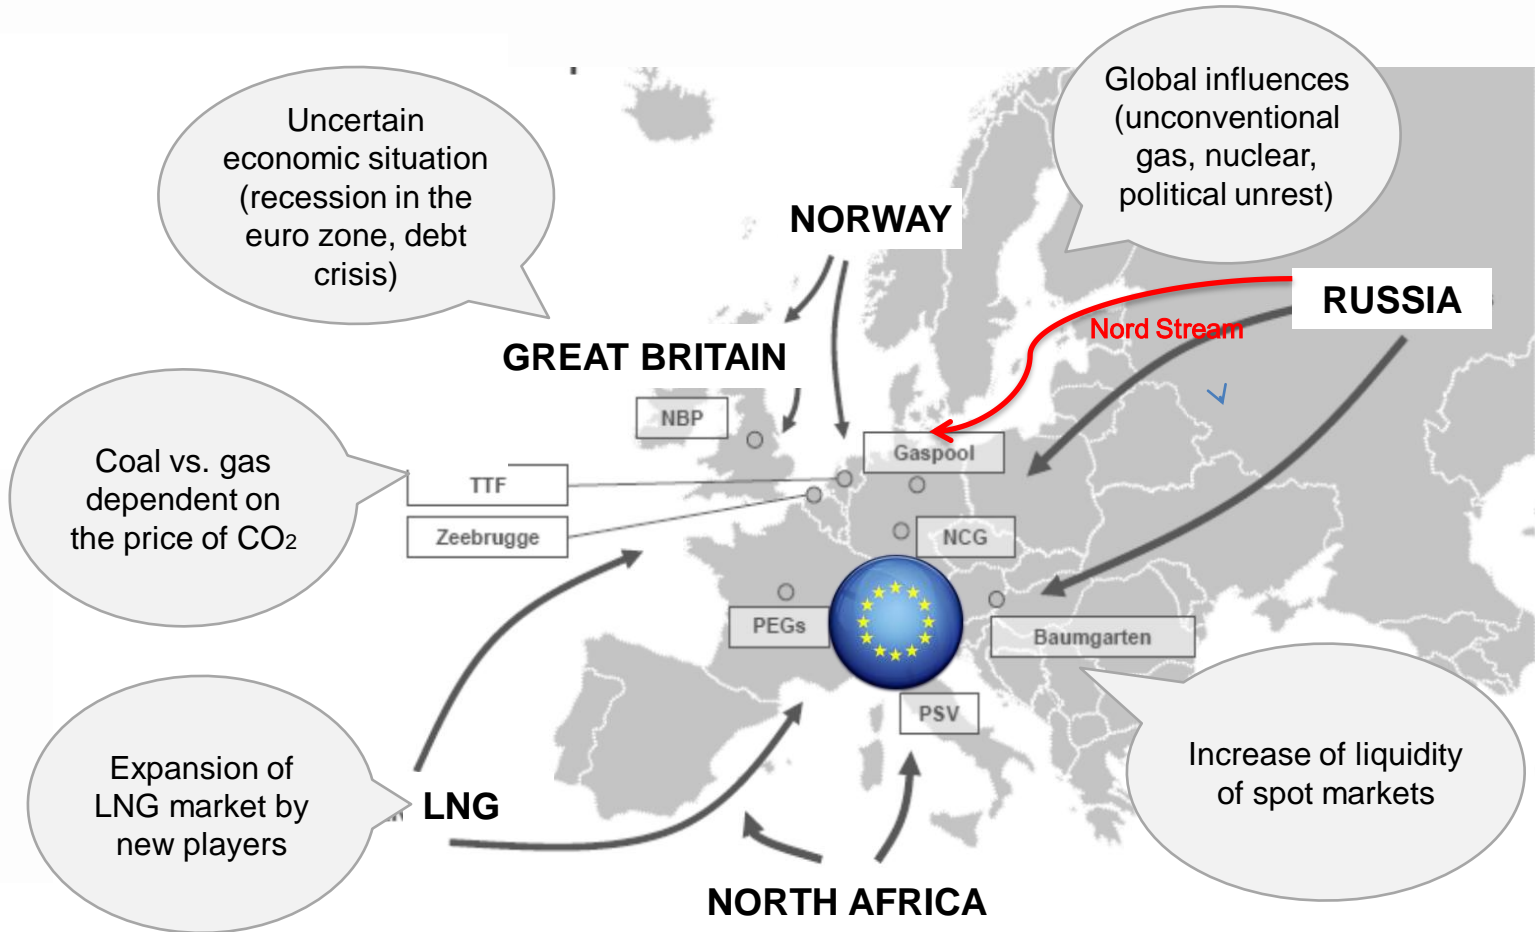 Uncertain
economic situation
(recession in the
euro zone, debt
crisis)
Global influences
(unconventional
gas, nuclear,
political unrest)
NORWAY
RUSSIA
Nord Stream
GREAT BRITAIN
NBP
Gaspool
Coal vs. gas
dependent on
the price of CO2
TTF
Zeebrugge
NCG
PEGs
Baumgarten
PSV
Increase of liquidity
of spot markets
Expansion of
LNG market by
new players
LNG
NORTH AFRICA